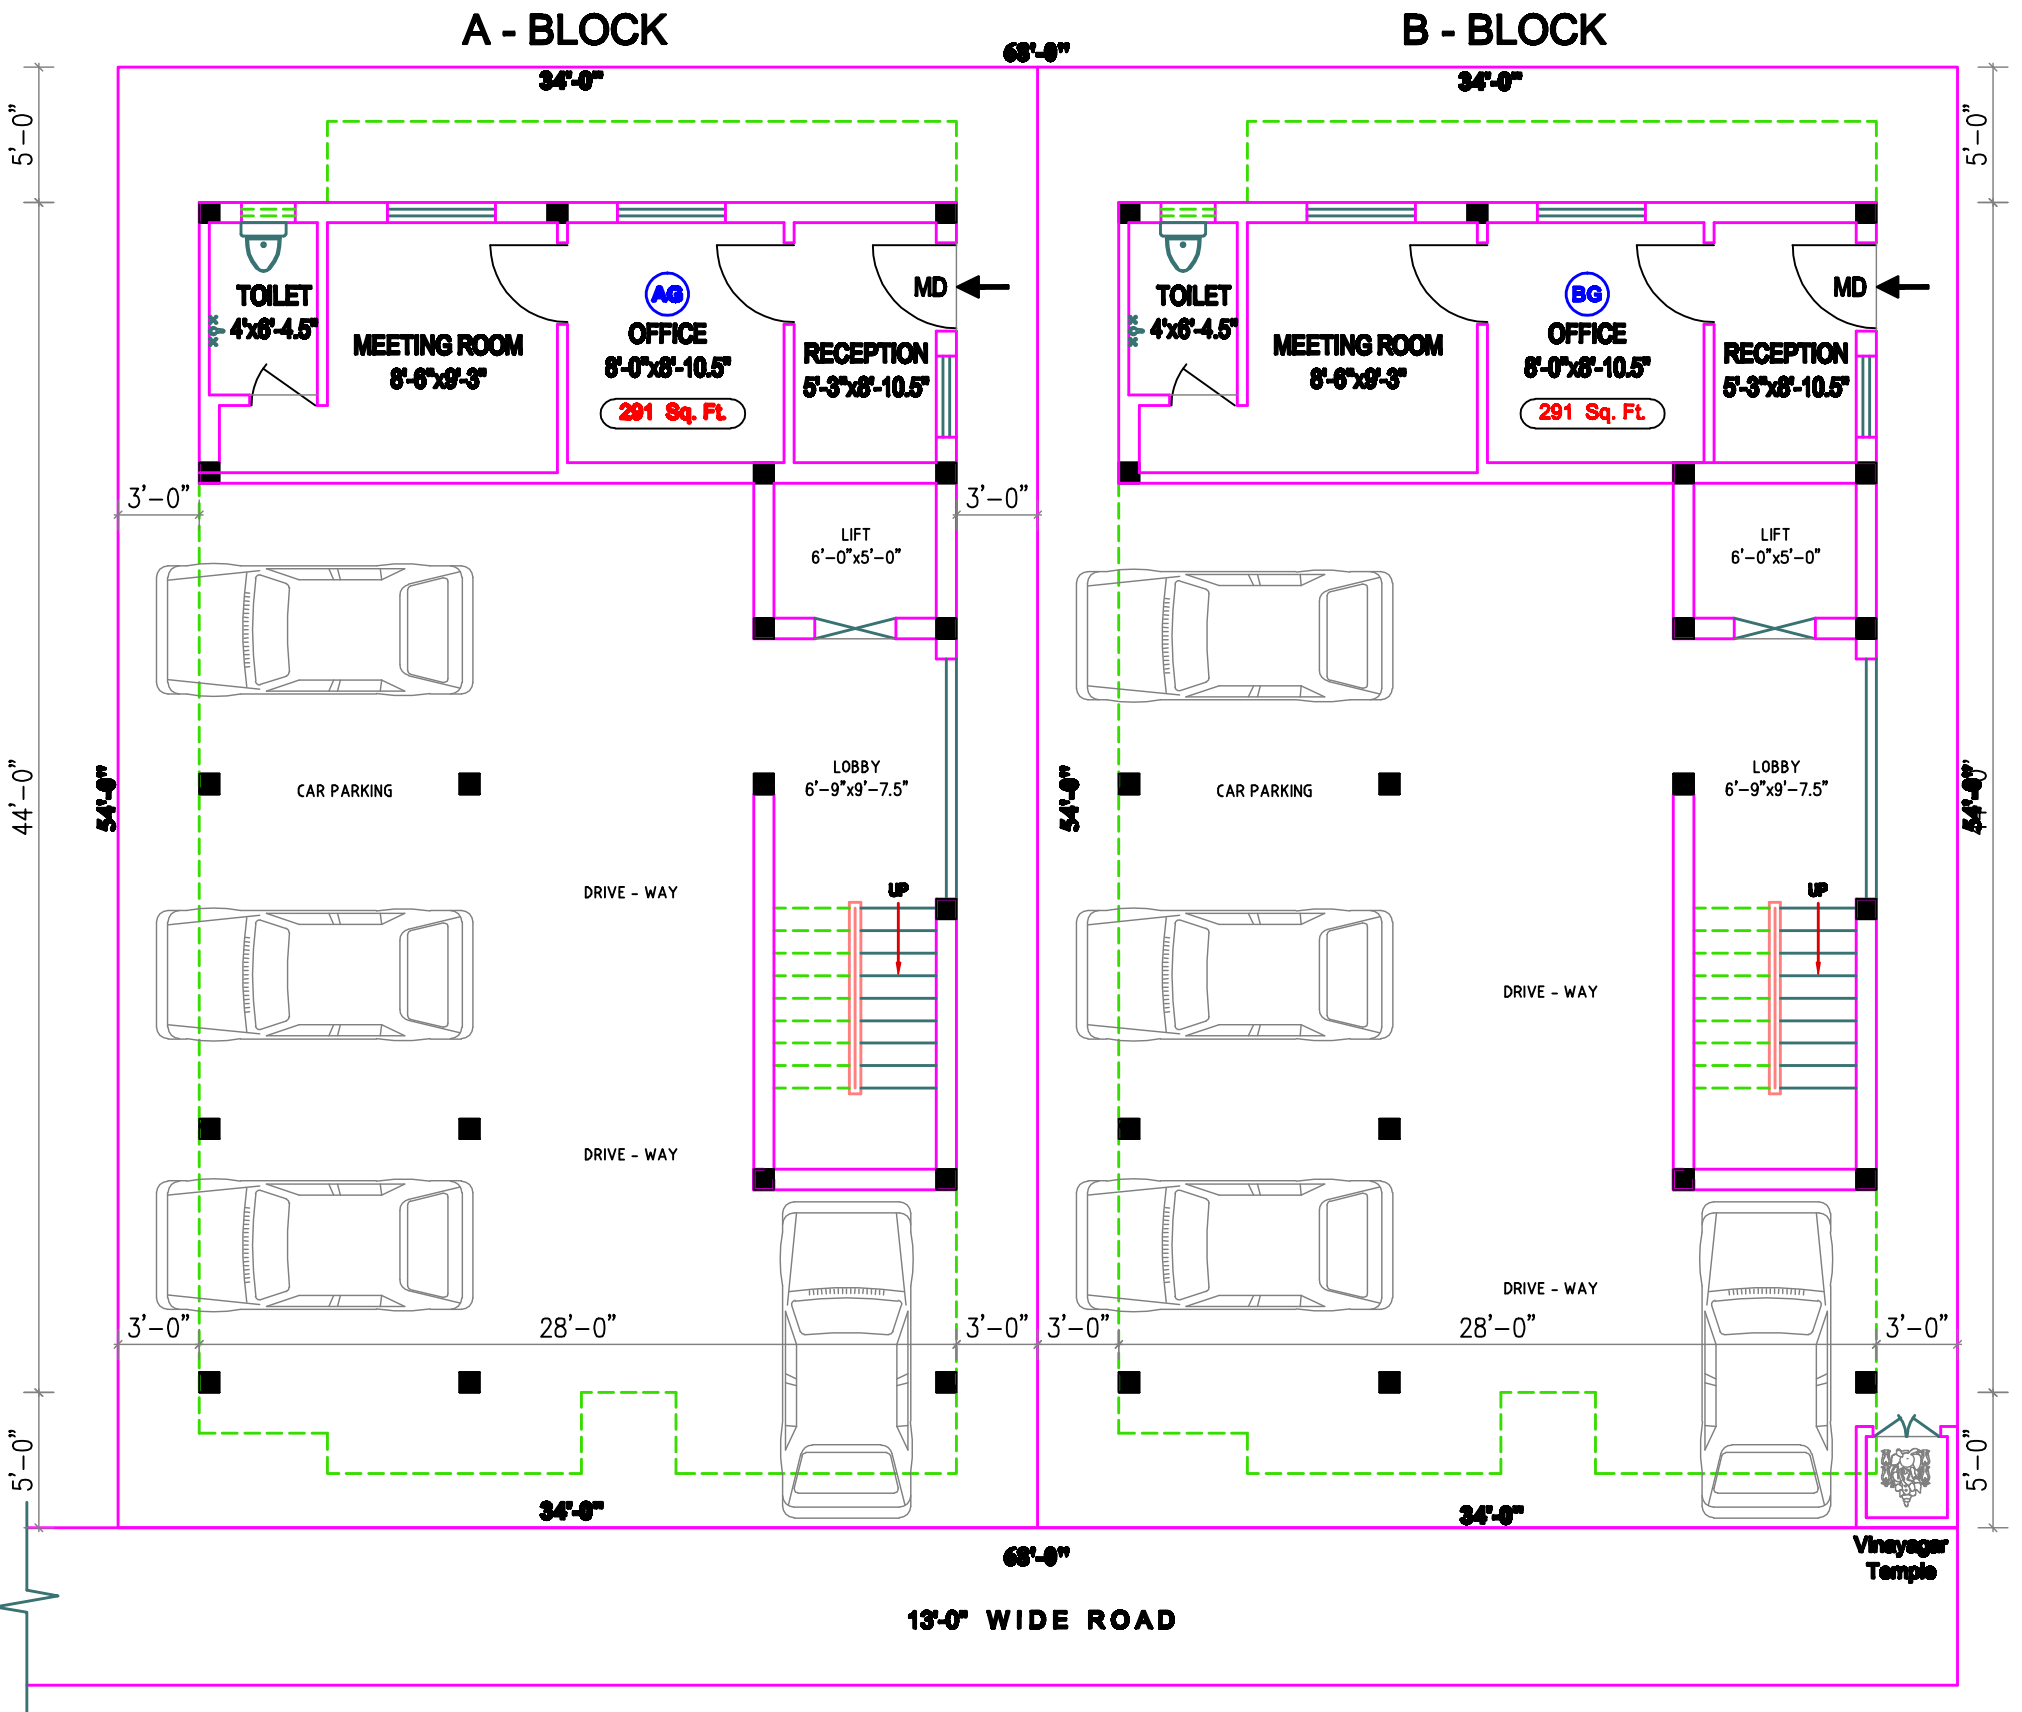 A - BLOCK
B - BLOCK
68'-0"
34'-0"
34'-0"
5'-0"
5'-0"
TOILET
4'x6'-4.5"
MEETING ROOM
8'-6"x9'-3"
AG
OFFICE
8'-0"x8'-10.5"
291 Sq. Ft.
RECEPTION
5'-3"x8'-10.5"
MD
TOILET
4'x6'-4.5"
MEETING ROOM
8'-6"x9'-3"
BG
OFFICE
8'-0"x8'-10.5"
291 Sq. Ft.
RECEPTION
5'-3"x8'-10.5"
MD
3'-0"
3'-0"
LIFT
6'-0"x5'-0"
LIFT
6'-0"x5'-0"
44'-0"
54'-0"
CAR PARKING
LOBBY
6'-9"x9'-7.5"
54'-0"
CAR PARKING
LOBBY
6'-9"x9'-7.5"
54'-0"
DRIVE - WAY
UP
UP
DRIVE - WAY
DRIVE - WAY
DRIVE - WAY
3'-0"
28'-0"
3'-0"
3'-0"
28'-0"
3'-0"
5'-0"
5'-0"
34'-0"
34'-0"
68'-0"
Vinayagar
Temple
13'-0" WIDE ROAD